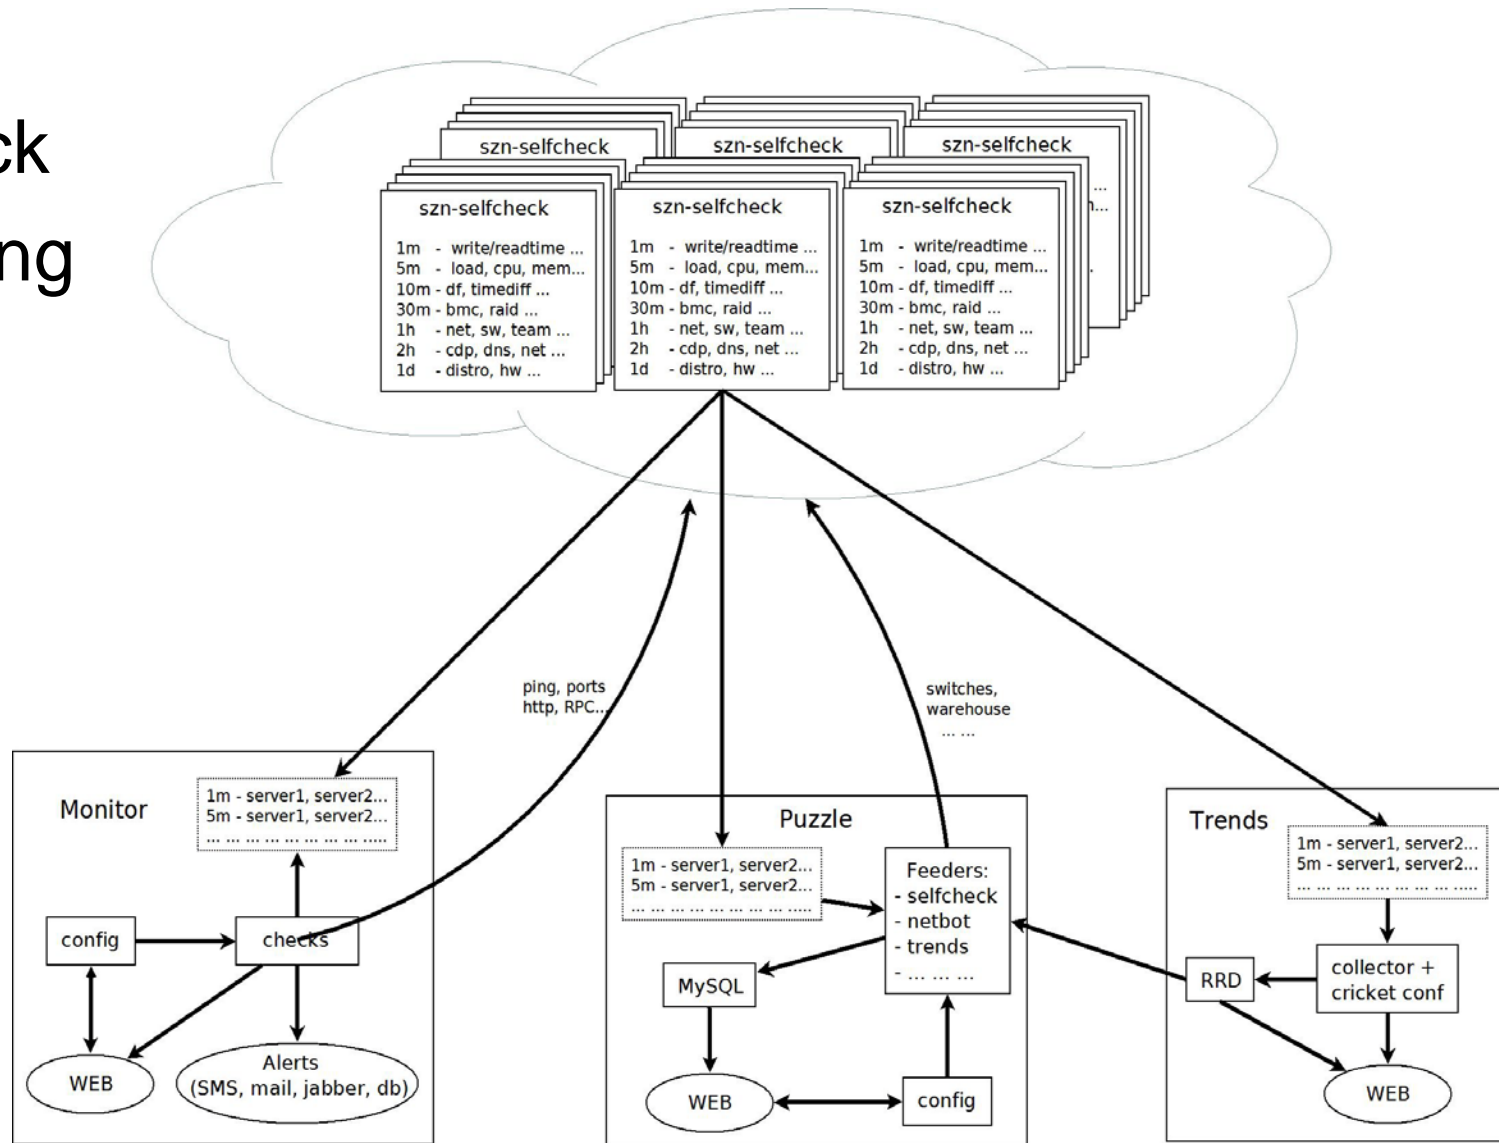 ck
ng
szn-selfcheck
szn-selfcheck
szn-selfcheck
...
...
szn-selfcheck
1m - write/readtime ...
5m - load, cpu, mem...
10m - df, timediff ...
30m - bmc, raid ...
1h - net, sw, team ...
2h - cdp, dns, net ...
1d - distro, hw ...
szn-selfcheck
1m - write/readtime ...
5m - load, cpu, mem...
10m - df, timediff ...
30m - bmc, raid ...
1h - net, sw, team ...
2h - cdp, dns, net ...
1d - distro, hw ...
szn-selfcheck
1m - write/readtime ...
5m - load, cpu, mem...
10m - df, timediff ...
30m - bmc, raid ...
1h - net, sw, team ...
2h - cdp, dns, net ...
1d - distro, hw ...
ping, ports
http, RPC...
switches,
warehouse
... ...
Monitor
1m - server1, server2...
5m - server1, server2...
... ... ... ... ... ... ... ... .....
config
checks
WEB
Alerts
(SMS, mail, jabber, db)
Puzzle
1m - server1, server2...
5m - server1, server2...
... ... ... ... ... ... ... ... .....
Feeders:
- selfcheck
- netbot
- trends
- ... ... ...
MySQL
WEB
config
Trends
1m - server1, server2...
5m - server1, server2...
... ... ... ... ... ... ... ... .....
RRD
collector +
cricket conf
WEB